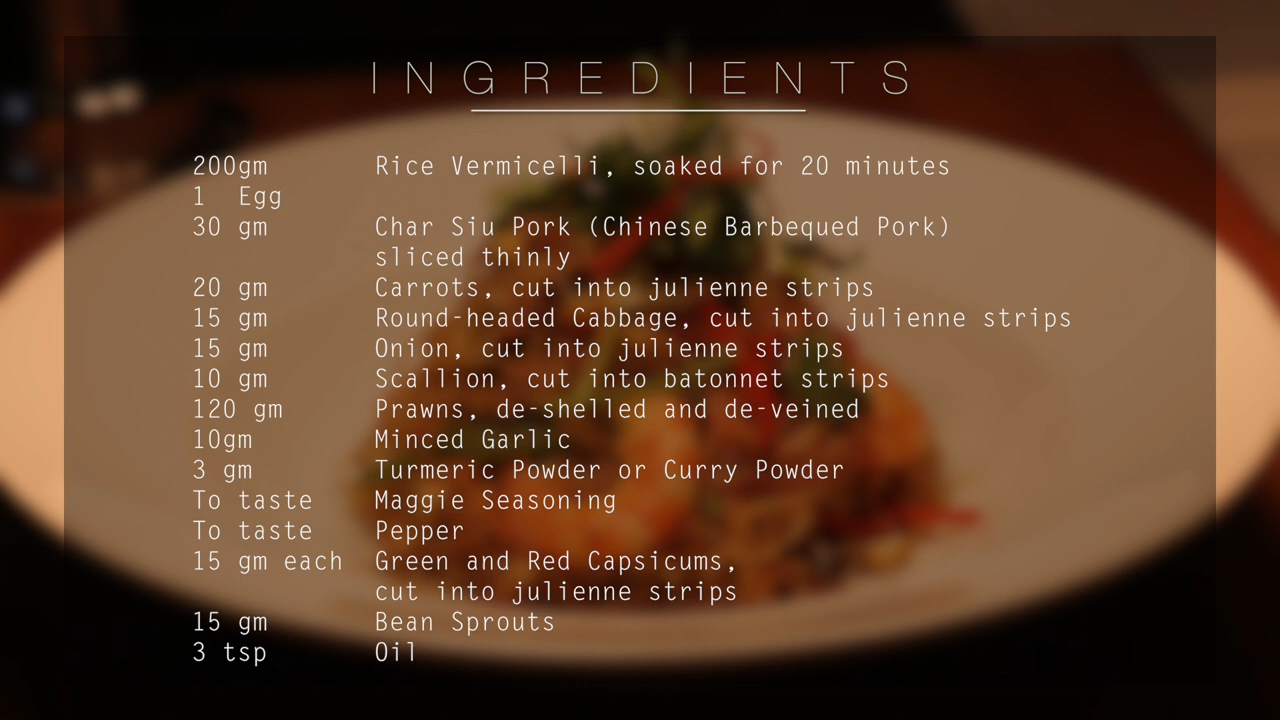 INGREDIENTS
200gm Rice Vermicelli, soaked for 20 minutes
1 Egg
30 gm Char Siu Pork (Chinese Barbequed Pork)
sliced thinly
20 gm Carrots, cut into julienne strips
15 gm Round-headed Cabbage, cut into julienne strips
15 gm Onion, cut into julienne strips
10 gm Scallion, cut into batonnet strips
120 gm Prawns, de-shelled and de-veined
10gm Minced Garlic
3 gm Turmeric Powder or Curry Powder
To taste Maggie Seasoning
To taste Pepper
15 gm each Green and Red Capsicums,
cut into julienne strips
15 gm Bean Sprouts
3 tsp Oil